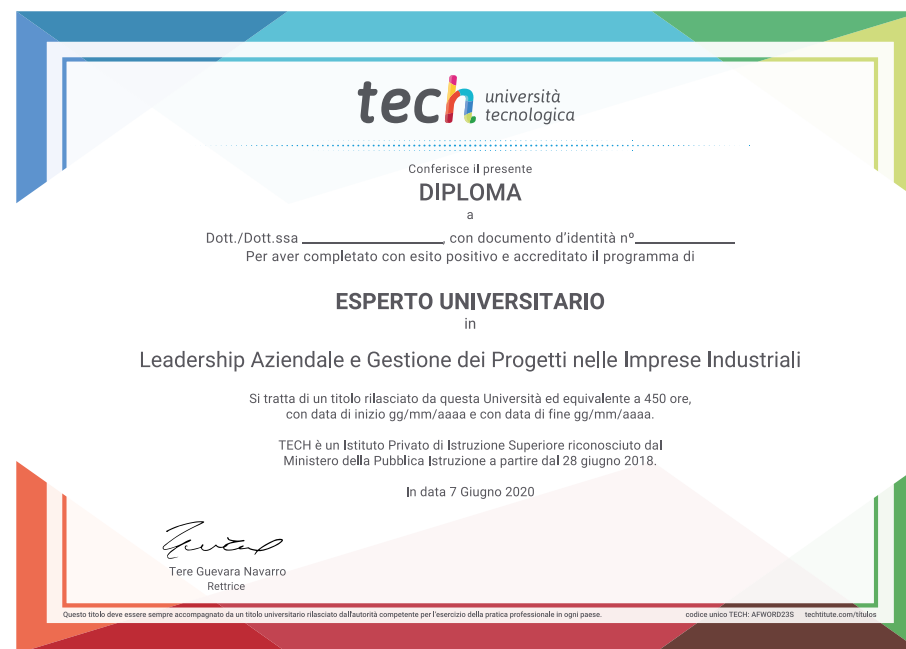 tech università
tecnologica
Conferisce il presente
DIPLOMA
a
Dott./Dott.ssa ____________________, con documento d'identità nº______________
Per aver completato con esito positivo e accreditato il programma di
ESPERTO UNIVERSITARIO
in
Leadership Aziendale e Gestione dei Progetti nelle Imprese Industriali
Si tratta di un titolo rilasciato da questa Università ed equivalente a 450 ore,
con data di inizio gg/mm/aaaa e con data di fine gg/mm/aaaa.
TECH è un Istituto Privato di Istruzione Superiore riconosciuto dal
Ministero della Pubblica Istruzione a partire dal 28 giugno 2018.
In data 7 Giugno 2020
Tere Guevara Navarro
Rettrice
Questo titolo deve essere sempre accompagnato da un titolo universitario rilasciato dall'autorità competente per l'esercizio della pratica professionale in ogni paese. codice unico TECH: AFWORD23S techtitute.com/titulos